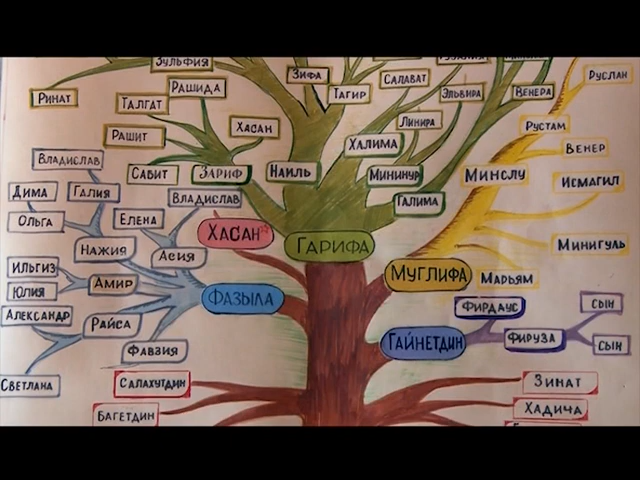 Зульфия
Зифа
Салават
Руслан
Ринат
Талгат
Рашида
Тагир
Эльвира
Венера
Рашит
Хасан
Линира
Рустам
Халима
Венер
Владислав
Савит
Зариф
Наиль
Мининур
Минслу
Исмагил
Дима
Галия
Владислав
Галима
Ольга
Елена
Хасан
Гарифа
Минигуль
Нажия
Асия
Ильгиз
Амир
Муглифа
Марьям
Юлия
Фазыла
Фирдаус
сын
Александр
Райса
Гайнетдин
Фируза
сын
Фавзия
Светлана
Салахутдин
Зинат
Багетдин
Хадича